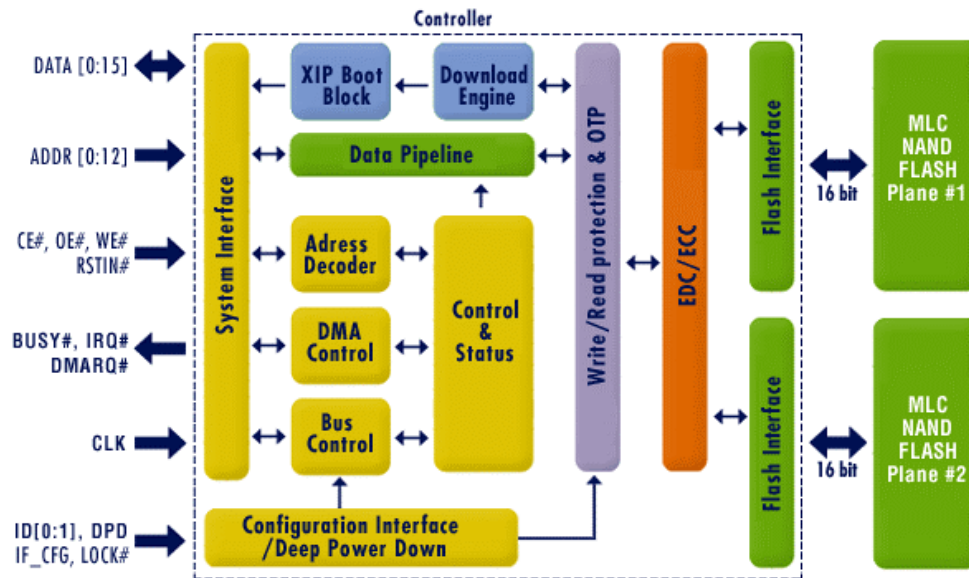 Controller
DATA [0:15]
XIP Boot
Block
Download
Engine
ADDR [0:12]
Data Pipeline
CE#, OE#, WE#
RSTIN#
System Interface
Adress
Decoder
DMA
Control
Bus
Control
Control
&
Status
BUSY#, IRQ#
DMARQ#
CLK
ID[0:1], DPD
IF_CFG, LOCK#
Configuration Interface
/Deep Power Down
Write/Read protection & OTP
EDC/ECC
Flash Interface
16 bit
MLC
NAND
FLASH
Plane #1
Flash Interface
16 bit
MLC
NAND
FLASH
Plane #2